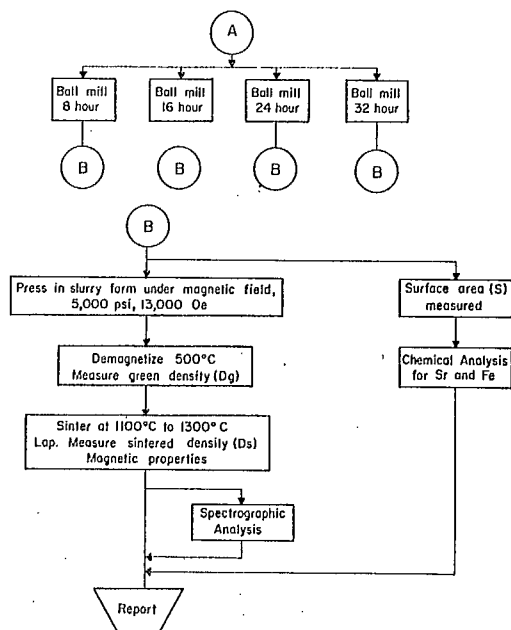 A
Ball mill
8 hour
Ball mill
16 hour
Ball mill
24 hour
Ball mill
32 hour
B
B
B
B
B
Press in slurry form under magnetic field,
5,000 psi, 13,000 Oe
Surface area (S)
measured
Demagnetize 500°C
Measure green density (Dg)
Chemical Analysis
for Sr and Fe
Sinter at 1100°C to 1300°C
Lap. Measure sintered density (Ds)
Magnetic properties
Spectrographic
Analysis
Report